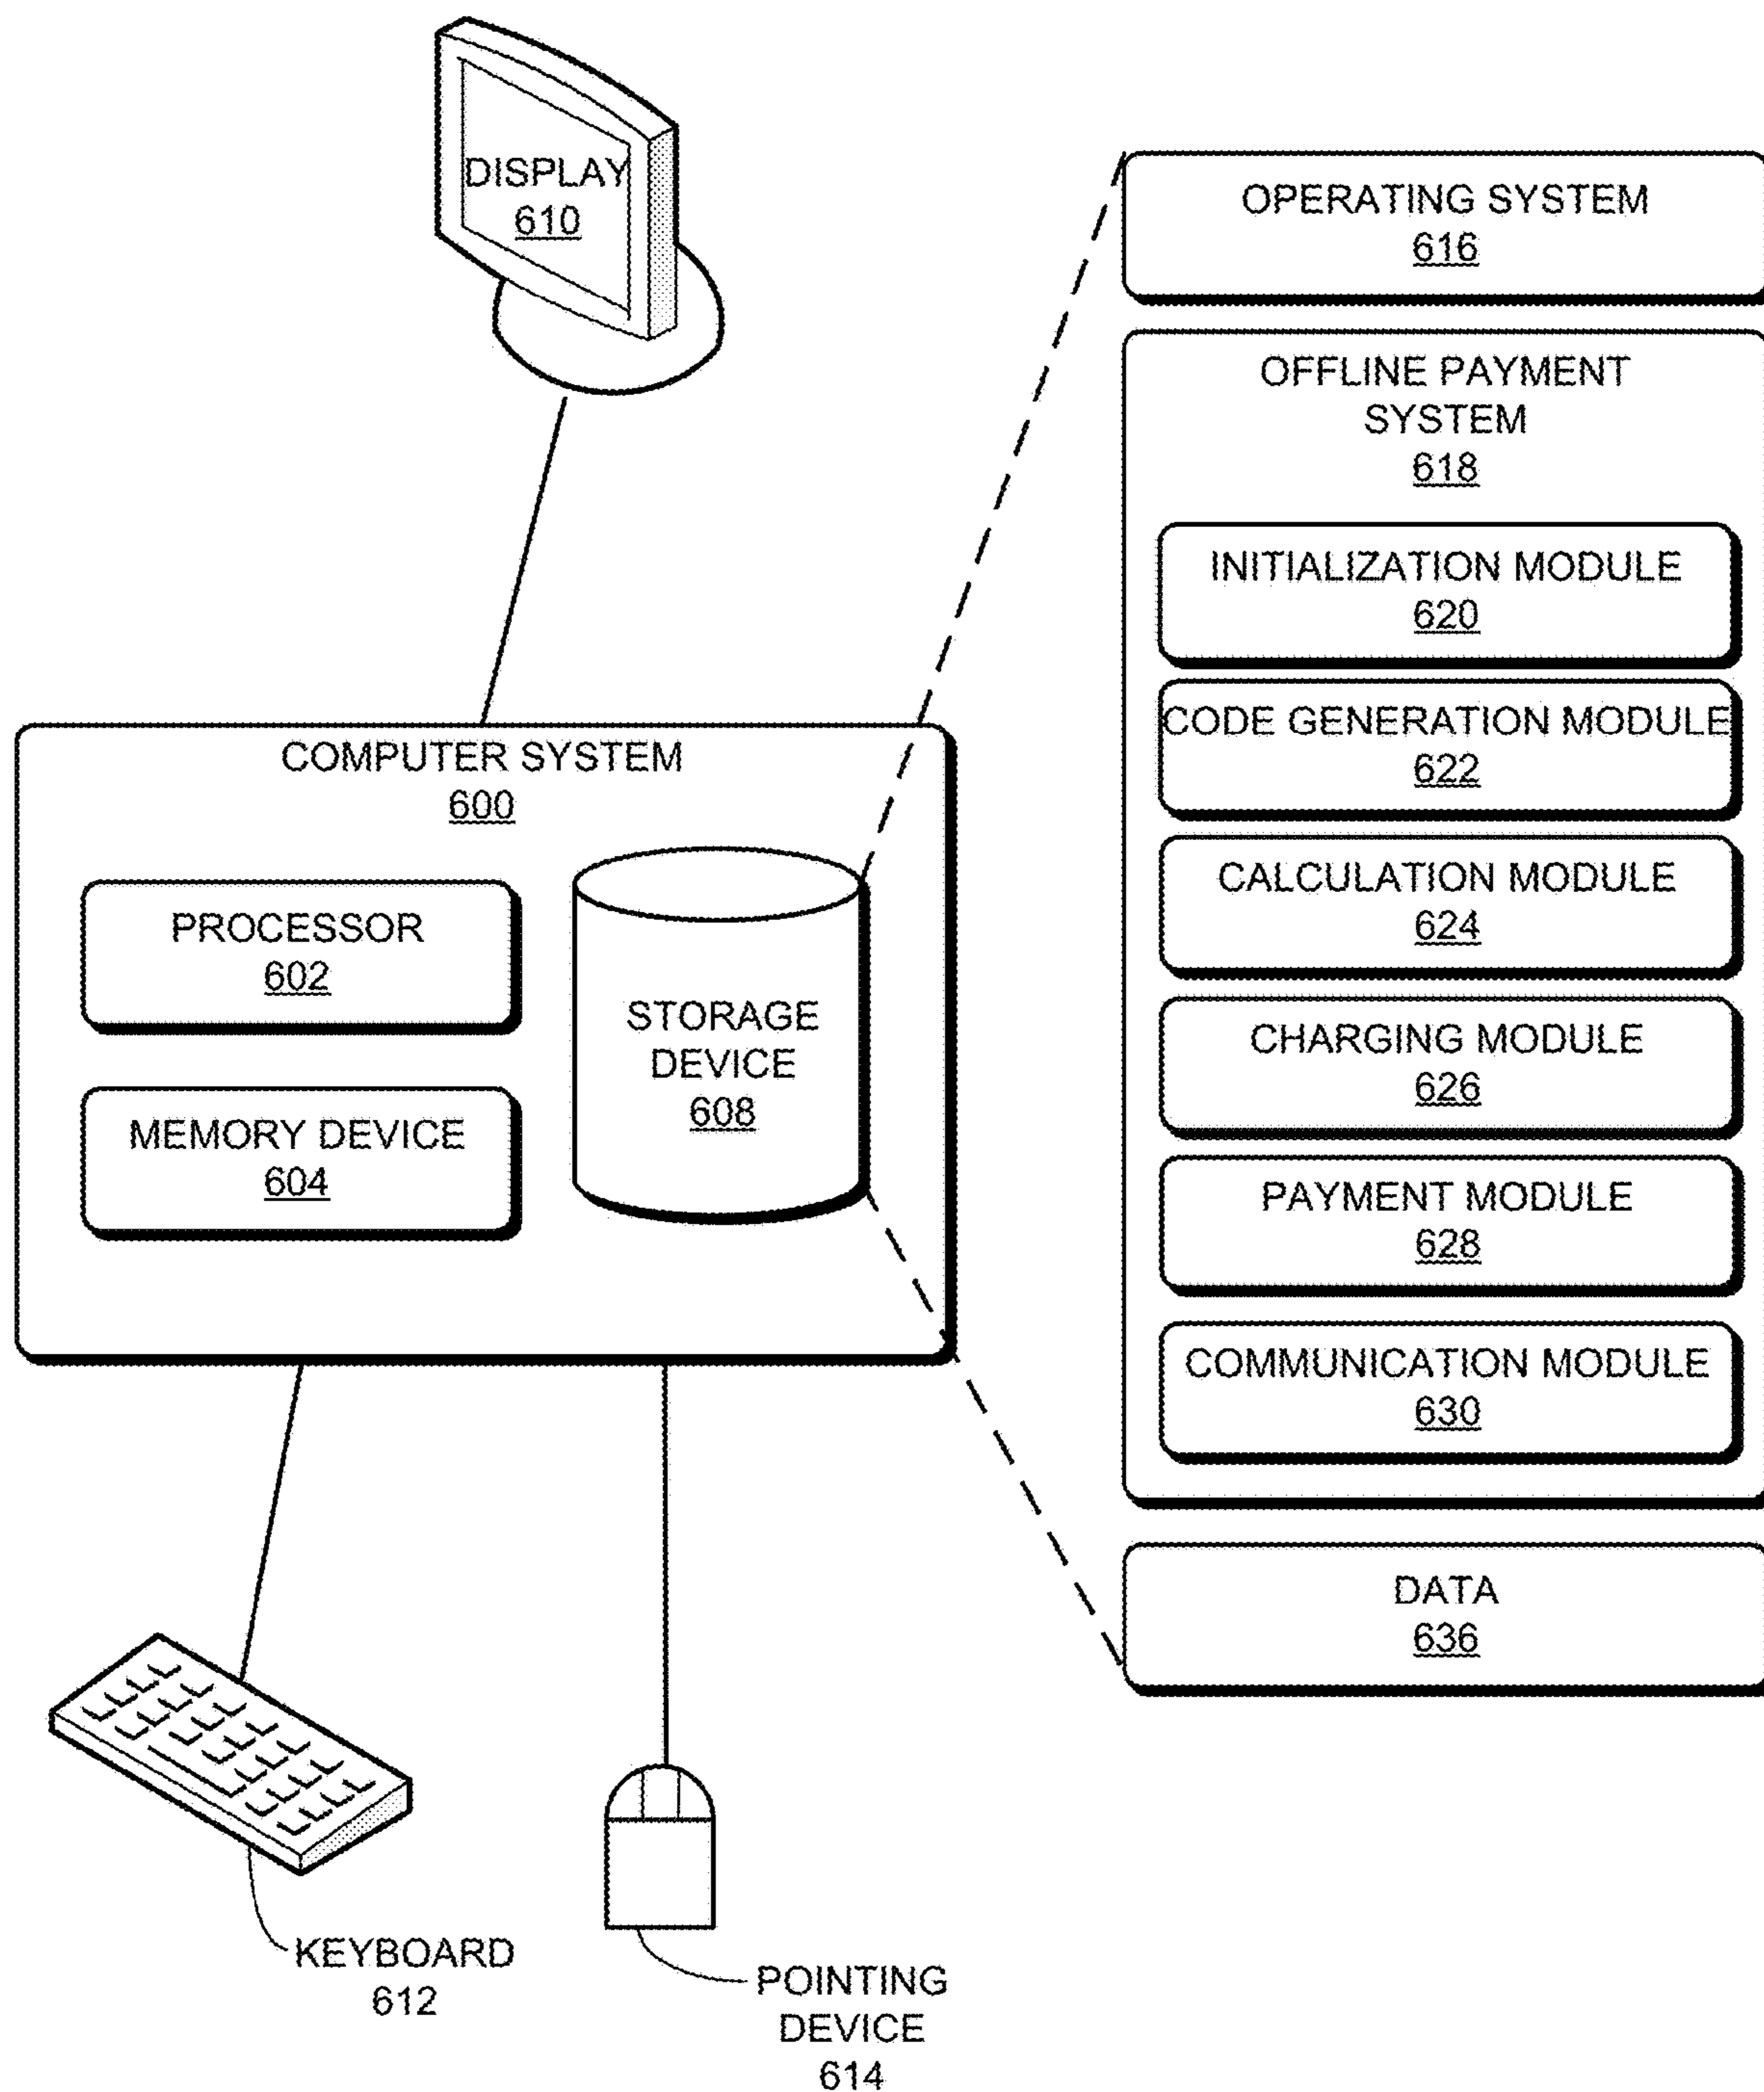 DISPLAY
610
COMPUTER SYSTEM
600
PROCESSOR
602
MEMORY DEVICE
604
STORAGE
DEVICE
608
KEYBOARD
612
POINTING
DEVICE
614
OPERATING SYSTEM
616
OFFLINE PAYMENT
SYSTEM
618
INITIALIZATION MODULE
620
CODE GENERATION MODULE
622
CALCULATION MODULE
624
CHARGING MODULE
626
PAYMENT MODULE
628
COMMUNICATION MODULE
630
DATA
636